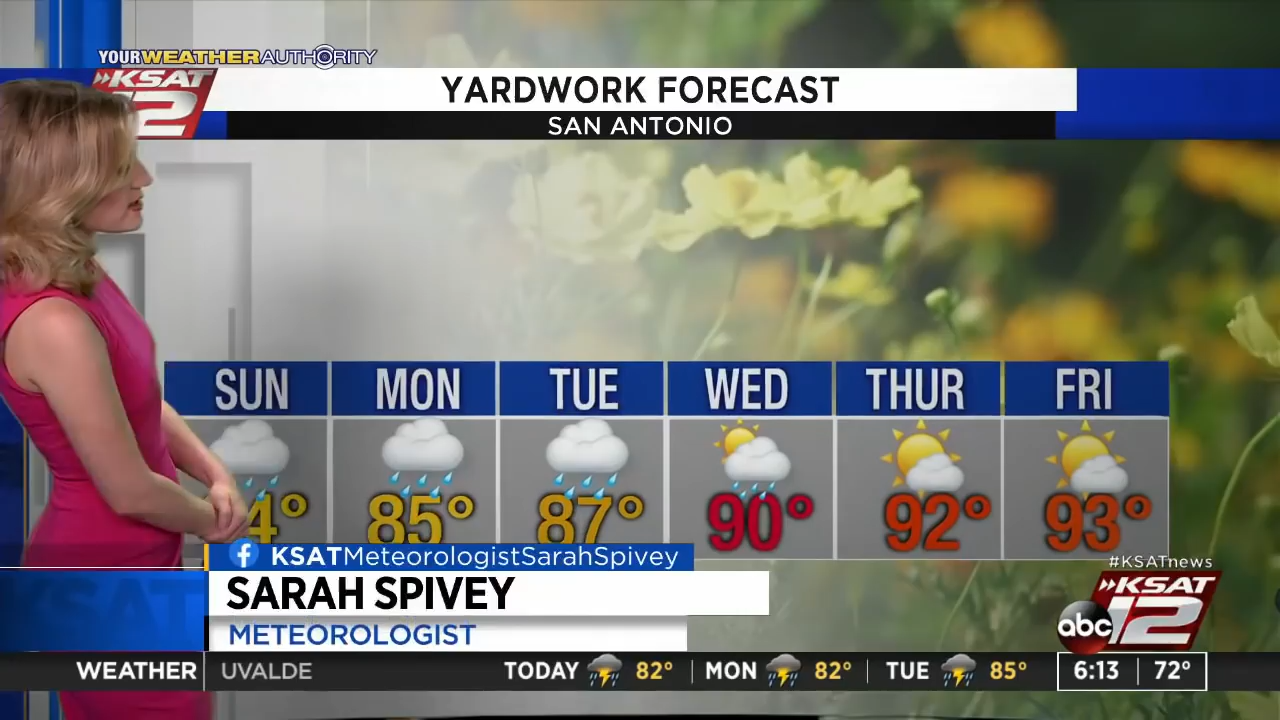 YOURWEATHERAUTHORITY
KSAT
12
YARDWORK FORECAST
SAN ANTONIO
SUN MON TUE WED THUR FRI
4° 85° 87° 90° 92° 93°
KSATMeteorologistSarahSpivey
SARAH SPIVEY
METEOROLOGIST
#KSATnews
KSAT
abc 12
WEATHER UVALDE TODAY 82° MON 82° TUE 85° 6:13 72°